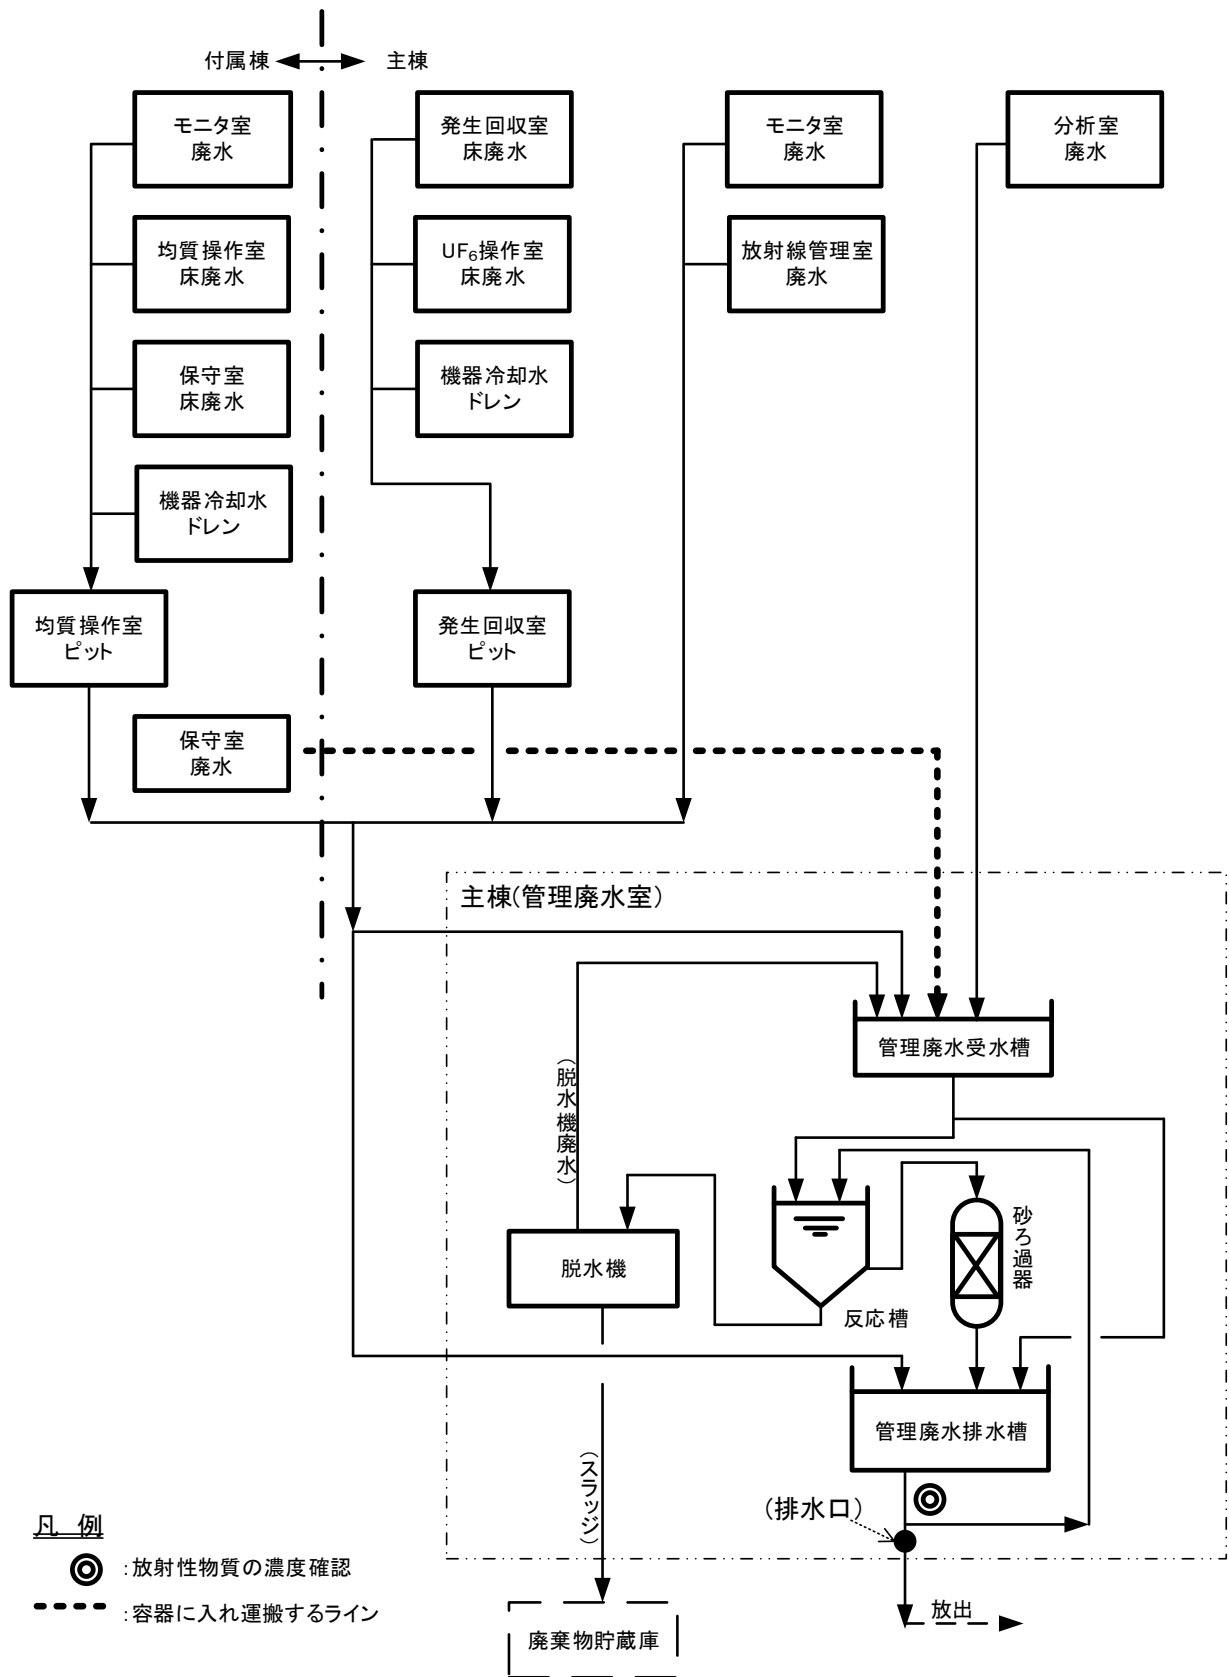 付属棟
主棟
モニタ室
廃水
発生回収室
床廃水
モニタ室
廃水
分析室
廃水
均質操作室
床廃水
UF₆操作室
床廃水
放射線管理室
廃水
保守室
床廃水
機器冷却水
ドレン
機器冷却水
ドレン
均質操作室
ピット
発生回収室
ピット
保守室
廃水
主棟(管理廃水室)
管理廃水受水槽
(脱水機廃水)
砂ろ過器
脱水機
反応槽
管理廃水排水槽
(スラッジ)
(排水口)
凡 例
:放射性物質の濃度確認
:容器に入れ運搬するライン
放出
廃棄物貯蔵庫